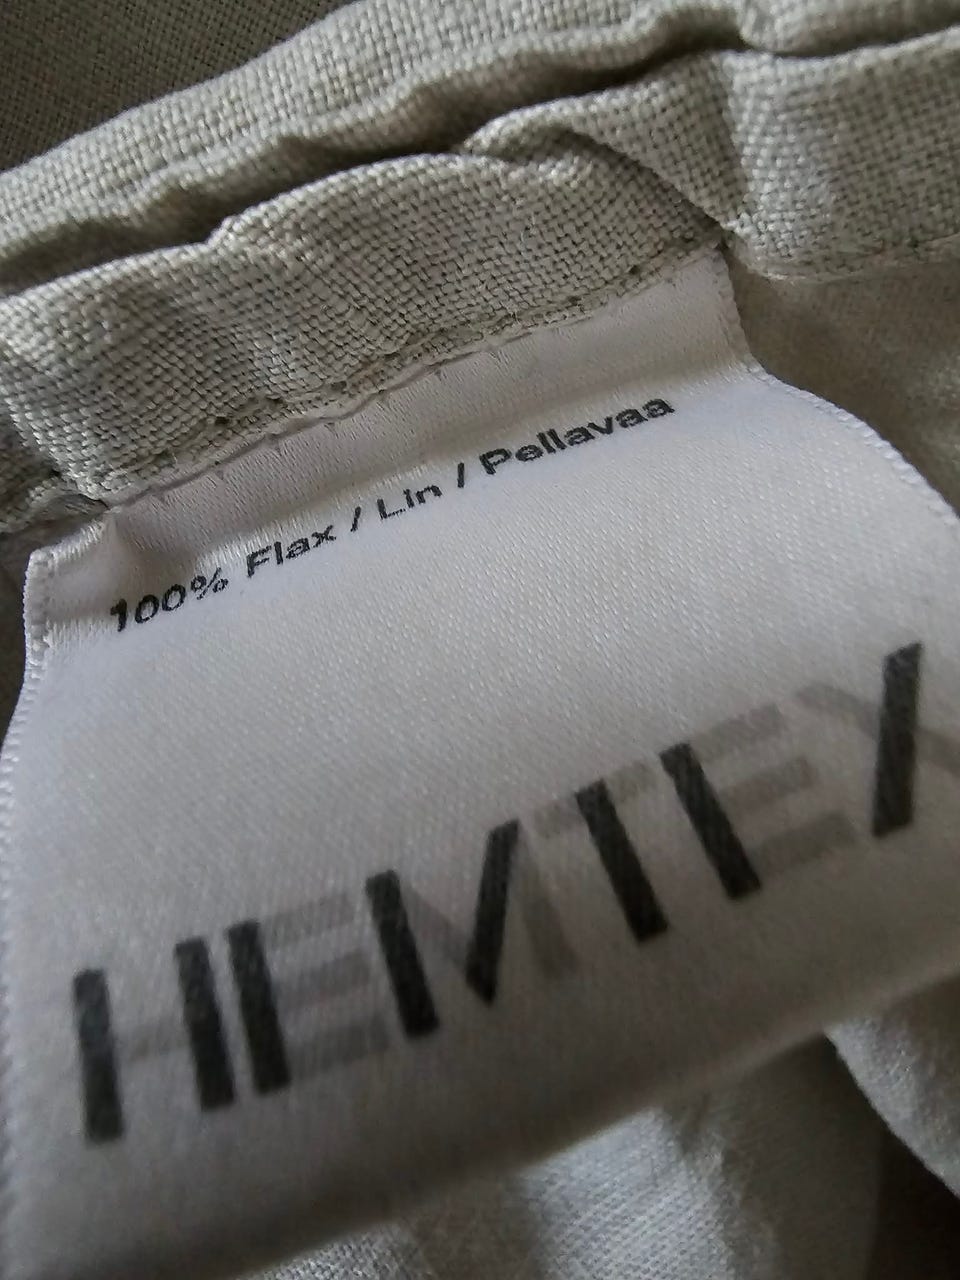 100% Flax / Lin / Pellavaa
HEMTEX